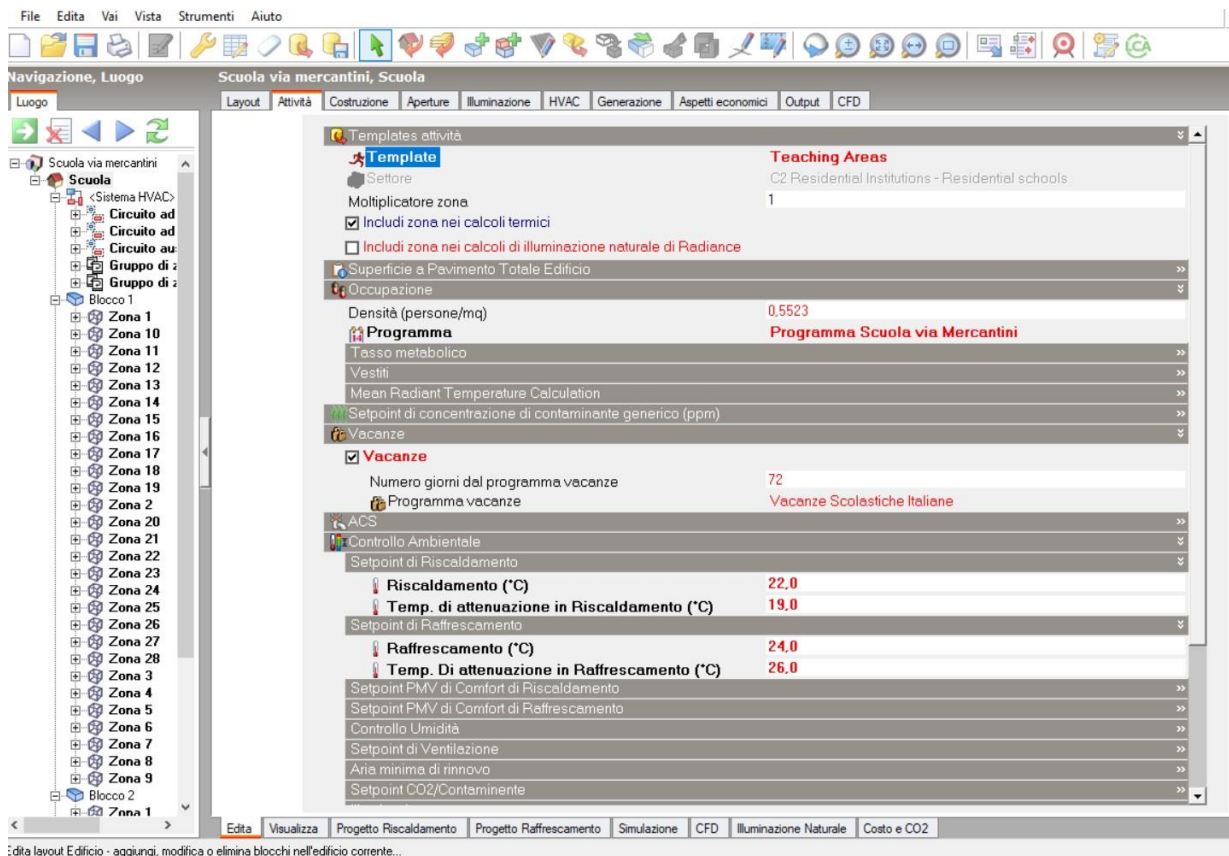 File Edita Vai Vista Strumenti Aiuto
Navigazione, Luogo
Scuola via mercantini, Scuola
Luogo
Layout Attività Costruzione Aperture Illuminazione HVAC Generazione Aspetti economici Output CFD
Scuola via mercantini
Scuola
<Sistema HVAC>
Circuito ad
Circuito ad
Circuito au
Gruppo di z
Gruppo di z
Blocco 1
Zona 1
Zona 10
Zona 11
Zona 12
Zona 13
Zona 14
Zona 15
Zona 16
Zona 17
Zona 18
Zona 19
Zona 2
Zona 20
Zona 21
Zona 22
Zona 23
Zona 24
Zona 25
Zona 26
Zona 27
Zona 28
Zona 3
Zona 4
Zona 5
Zona 6
Zona 7
Zona 8
Zona 9
Blocco 2
Zona 1
Templates attività
Template Teaching Areas
Settore C2 Residential Institutions - Residential schools
Moltiplicatore zona 1
Includi zona nei calcoli termici
Includi zona nei calcoli di illuminazione naturale di Radiance
Superficie a Pavimento Totale Edificio
Occupazione
Densità (persone/mq) 0,5523
Programma Programma Scuola via Mercantini
Tasso metabolico
Vestiti
Mean Radiant Temperature Calculation
Setpoint di concentrazione di contaminante generico (ppm)
Vacanze
Vacanze
Numero giorni dal programma vacanze 72
Programma vacanze Vacanze Scolastiche Italiane
ACS
Controllo Ambientale
Setpoint di Riscaldamento
Riscaldamento (°C) 22,0
Temp. di attenuazione in Riscaldamento (°C) 19,0
Setpoint di Raffrescamento
Raffrescamento (°C) 24,0
Temp. Di attenuazione in Raffrescamento (°C) 26,0
Setpoint PMV di Comfort di Riscaldamento
Setpoint PMV di Comfort di Raffrescamento
Controllo Umidità
Setpoint di Ventilazione
Aria minima di rinnovo
Setpoint CO2/Contaminente
Edita Visualizza Progetto Riscaldamento Progetto Raffrescamento Simulazione CFD Illuminazione Naturale Costo e CO2
Edita layout Edificio - aggiungi, modifica o elimina blocchi nell'edificio corrente...